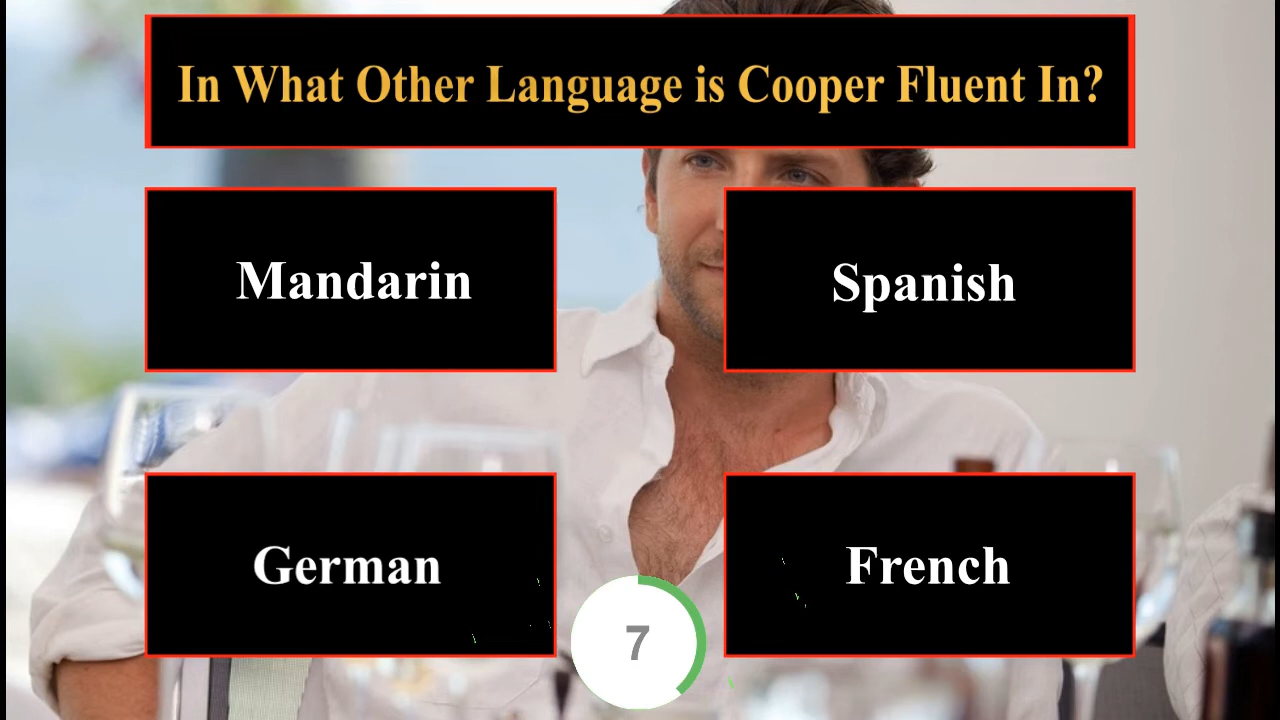 In What Other Language is Cooper Fluent In?
Mandarin
Spanish
German
French
7